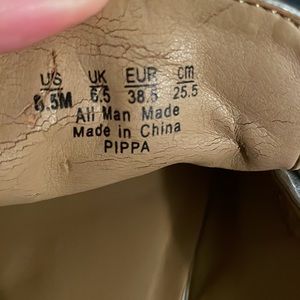 US UK EUR cm
8.5M 6.5 38.5 25.5
All Man Made
Made in China
PIPPA